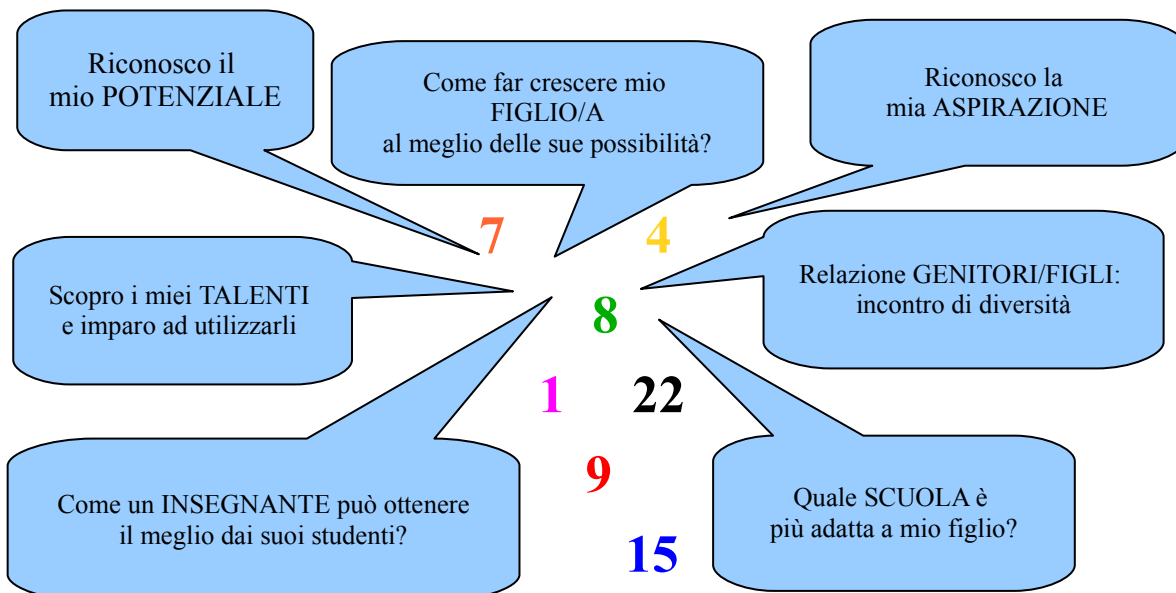 Riconosco il
mio POTENZIALE
Come far crescere mio
FIGLIO/A
al meglio delle sue possibilità?
Riconosco la
mia ASPIRAZIONE
7
4
Scopro i miei TALENTI
e imparo ad utilizzarli
8
Relazione GENITORI/FIGLI:
incontro di diversità
1
22
9
Come un INSEGNANTE può ottenere
il meglio dai suoi studenti?
Quale SCUOLA è
più adatta a mio figlio?
15